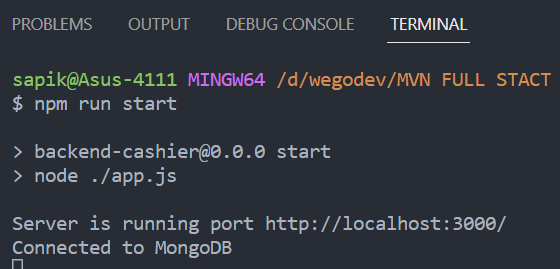 PROBLEMS OUTPUT DEBUG CONSOLE TERMINAL
sapik@Asus-4111 MINGW64 /d/wegodev/MVN FULL STACT
$ npm run start
> backend-cashier@0.0.0 start
> node ./app.js
Server is running port http://localhost:3000/
Connected to MongoDB